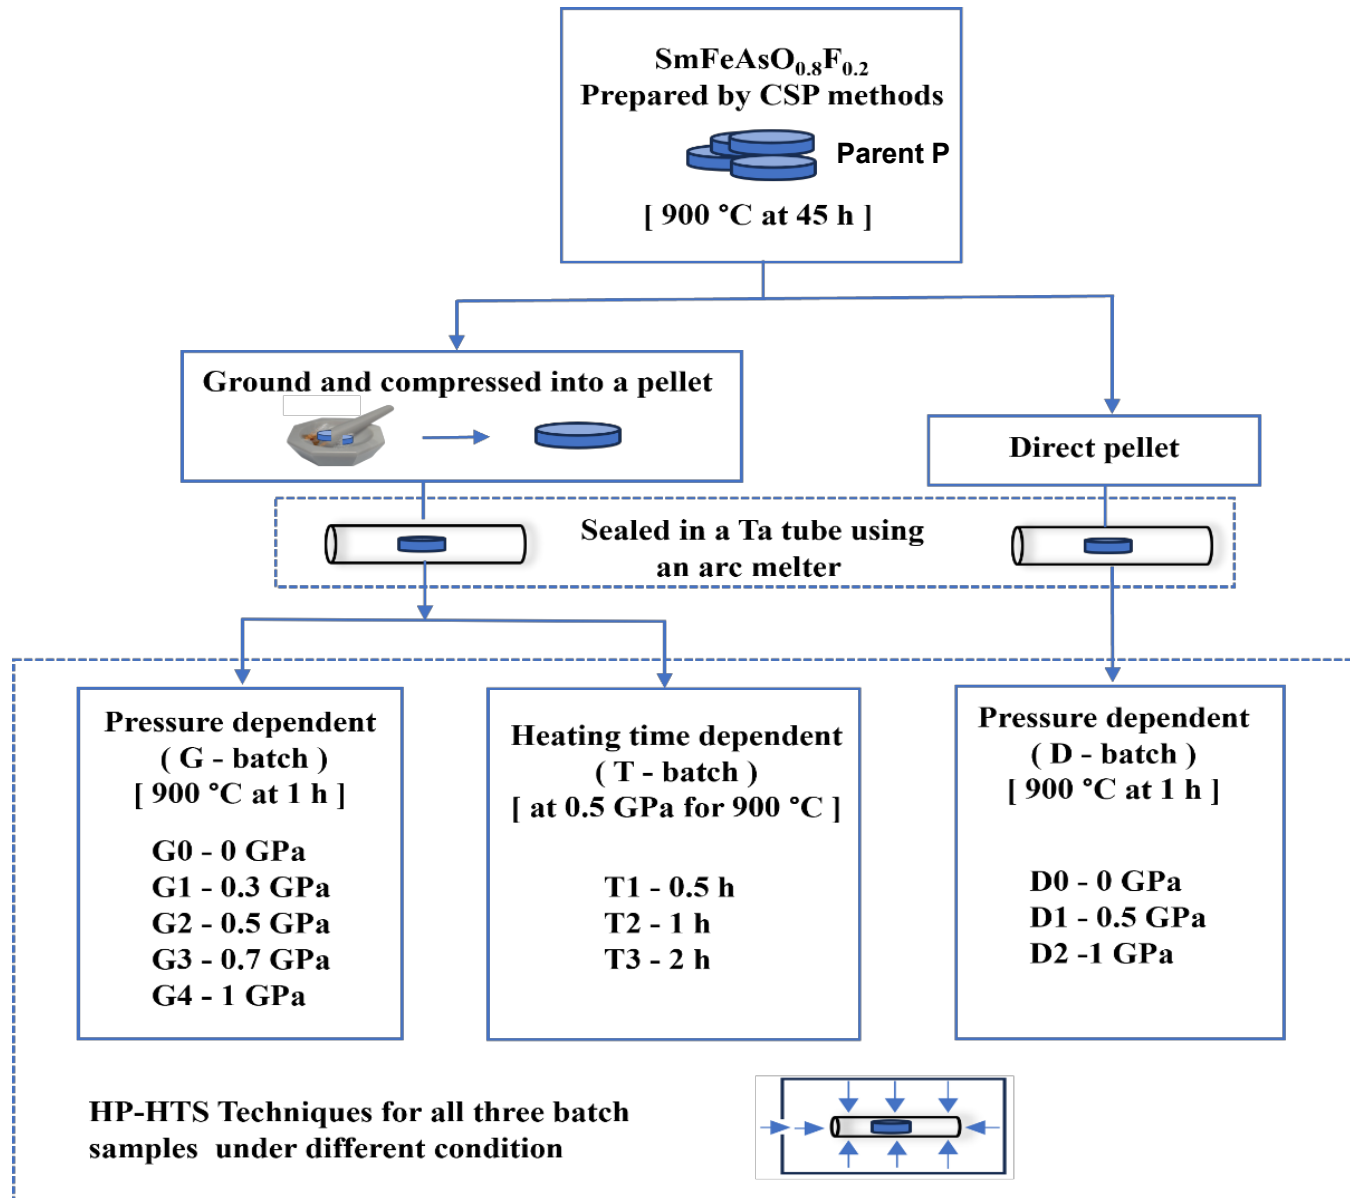 SmFeAsO₀.₈F₀.₂
Prepared by CSP methods
Parent P
[ 900 °C at 45 h ]
Ground and compressed into a pellet
Direct pellet
Sealed in a Ta tube using
an arc melter
Pressure dependent
( G - batch )
[ 900 °C at 1 h ]
G0 - 0 GPa
G1 - 0.3 GPa
G2 - 0.5 GPa
G3 - 0.7 GPa
G4 - 1 GPa
Heating time dependent
( T - batch )
[ at 0.5 GPa for 900 °C ]
T1 - 0.5 h
T2 - 1 h
T3 - 2 h
Pressure dependent
( D - batch )
[ 900 °C at 1 h ]
D0 - 0 GPa
D1 - 0.5 GPa
D2 -1 GPa
HP-HTS Techniques for all three batch
samples under different condition